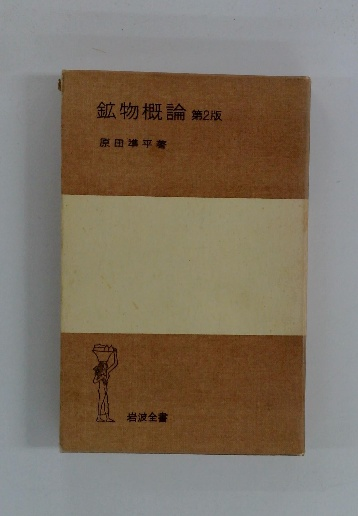 鉱物概論 第2版
原田準平著
岩波全書